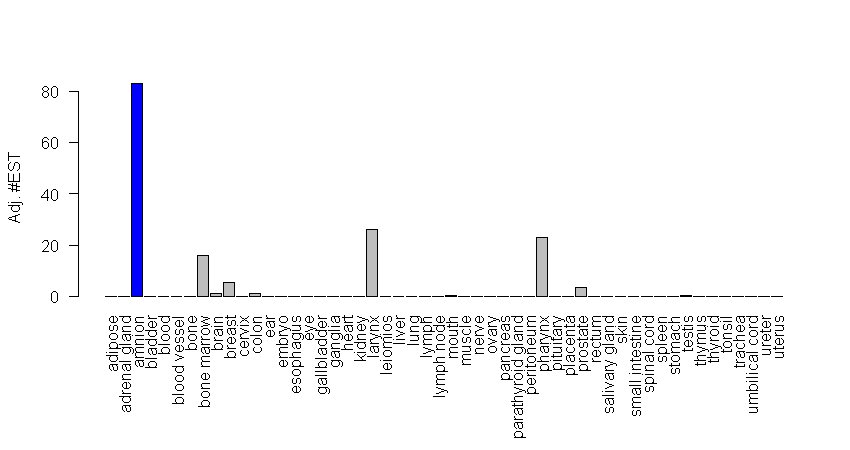 Adj. #EST
80
60
40
20
0
adipose
adrenal gland
amnion
bladder
blood
blood vessel
bone
bone marrow
brain
breast
cervix
colon
ear
embryo
esophagus
eye
gallbladder
ganglia
heart
kidney
larynx
leiomios
liver
lung
lymph
lymph node
mouth
muscle
nerve
ovary
pancreas
parathyroid gland
peritoneum
pharynx
pituitary
placenta
prostate
rectum
salivary gland
skin
small intestine
spinal cord
spleen
stomach
testis
thymus
thyroid
tonsil
trachea
umbilical cord
ureter
uterus